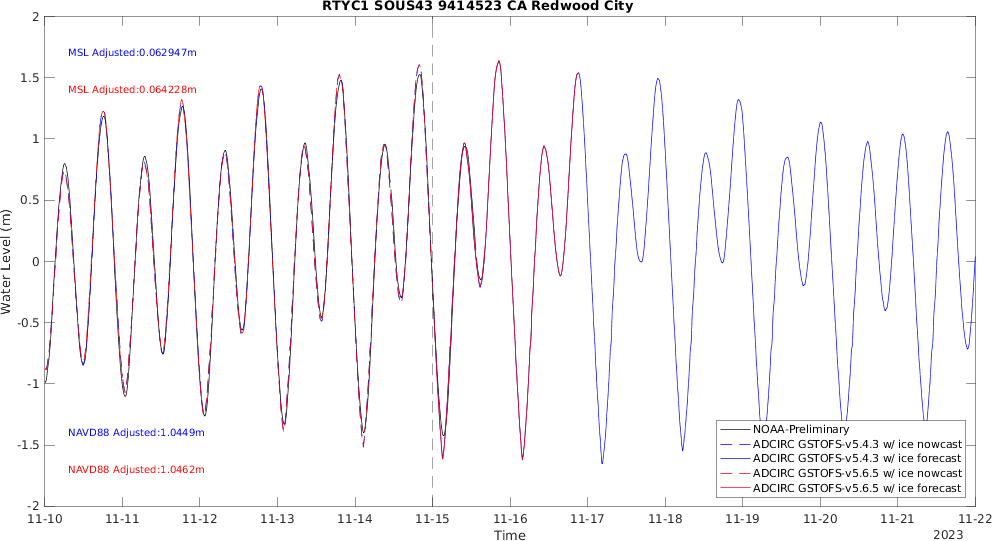 RTYC1 SOUS43 9414523 CA Redwood City
2
1.5
1
0.5
0
-0.5
-1
-1.5
-2
Water Level (m)
MSL Adjusted:0.062947m
MSL Adjusted:0.064228m
NAVD88 Adjusted:1.0449m
NAVD88 Adjusted:1.0462m
NOAA-Preliminary
ADCIRC GSTOFS-v5.4.3 w/ ice nowcast
ADCIRC GSTOFS-v5.4.3 w/ ice forecast
ADCIRC GSTOFS-v5.6.5 w/ ice nowcast
ADCIRC GSTOFS-v5.6.5 w/ ice forecast
11-10 11-11 11-12 11-13 11-14 11-15 11-16 11-17 11-18 11-19 11-20 11-21 11-22
Time
2023